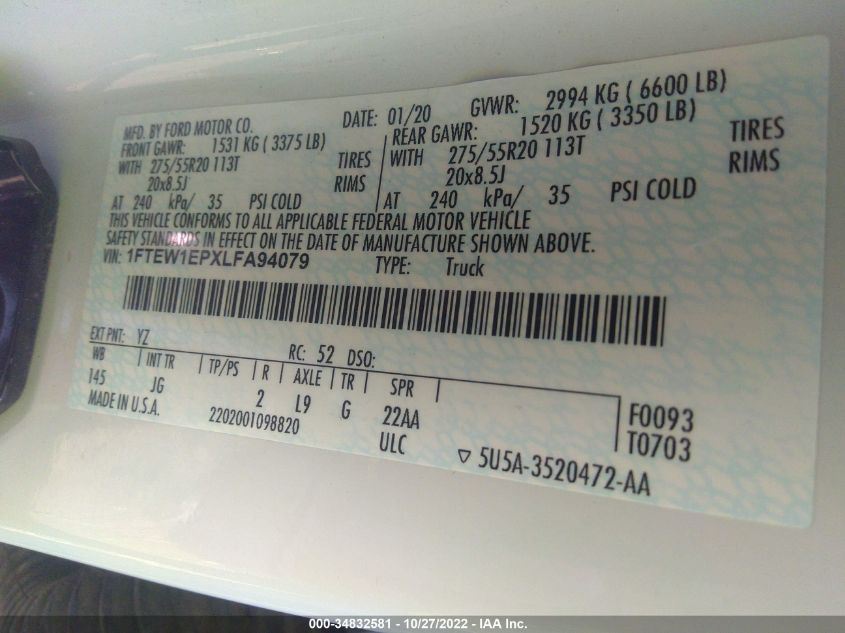 MFD. BY FORD MOTOR CO. DATE: 01/20 GVWR: 2994 KG ( 6600 LB)
FRONT GAWR: 1531 KG ( 3375 LB) REAR GAWR: 1520 KG ( 3350 LB)
WITH 275/55R20 113T TIRES WITH 275/55R20 113T TIRES
20x8.5J RIMS 20x8.5J RIMS
AT 240 kPa/ 35 PSI COLD AT 240 kPa/ 35 PSI COLD
THIS VEHICLE CONFORMS TO ALL APPLICABLE FEDERAL MOTOR VEHICLE
SAFETY STANDARDS IN EFFECT ON THE DATE OF MANUFACTURE SHOWN ABOVE.
VIN: 1FTEW1EPXLFA94079 TYPE: Truck
EXT PNT: YZ RC: 52 DSO:
WB INT TR TP/PS R AXLE TR SPR
145 JG 2 L9 G 22AA F0093
MADE IN U.S.A. 2202001098820 ULC T0703
▽ 5U5A-3520472-AA
000-34832581 - 10/27/2022 - IAA Inc.